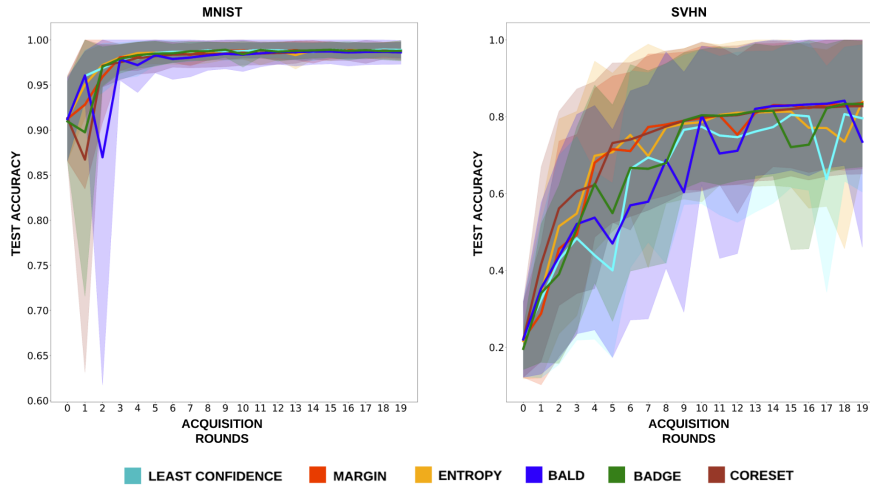 MNIST
TEST ACCURACY
1.00
0.95
0.90
0.85
0.80
0.75
0.70
0.65
0.60
0 1 2 3 4 5 6 7 8 9 10 11 12 13 14 15 16 17 18 19
ACQUISITION
ROUNDS
SVHN
TEST ACCURACY
1.0
0.8
0.6
0.4
0.2
0 1 2 3 4 5 6 7 8 9 10 11 12 13 14 15 16 17 18 19
ACQUISITION
ROUNDS
LEAST CONFIDENCE MARGIN ENTROPY BALD BADGE CORESET